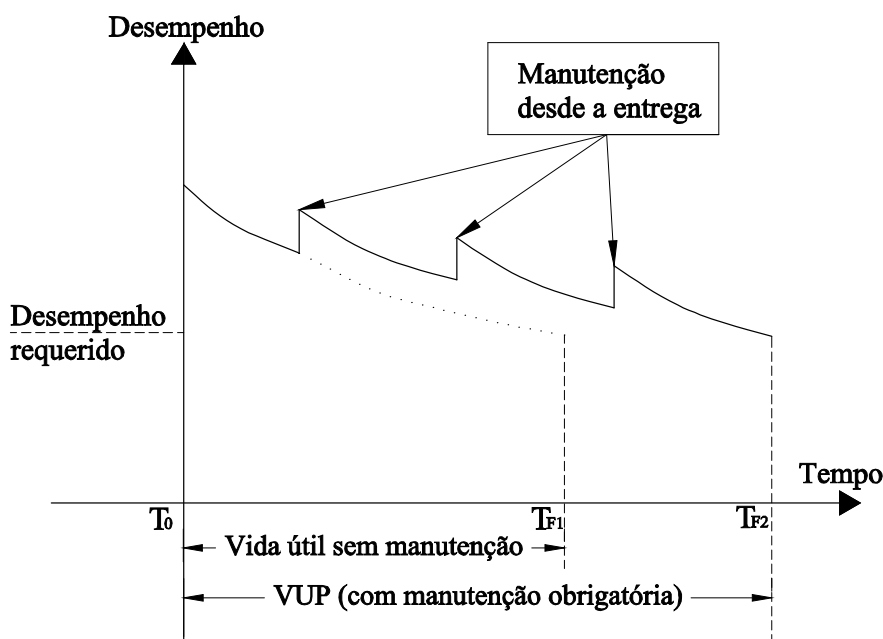 Desempenho
Manutenção
desde a entrega
Desempenho
requerido
Tempo
T0
TF1
TF2
Vida útil sem manutenção
VUP (com manutenção obrigatória)